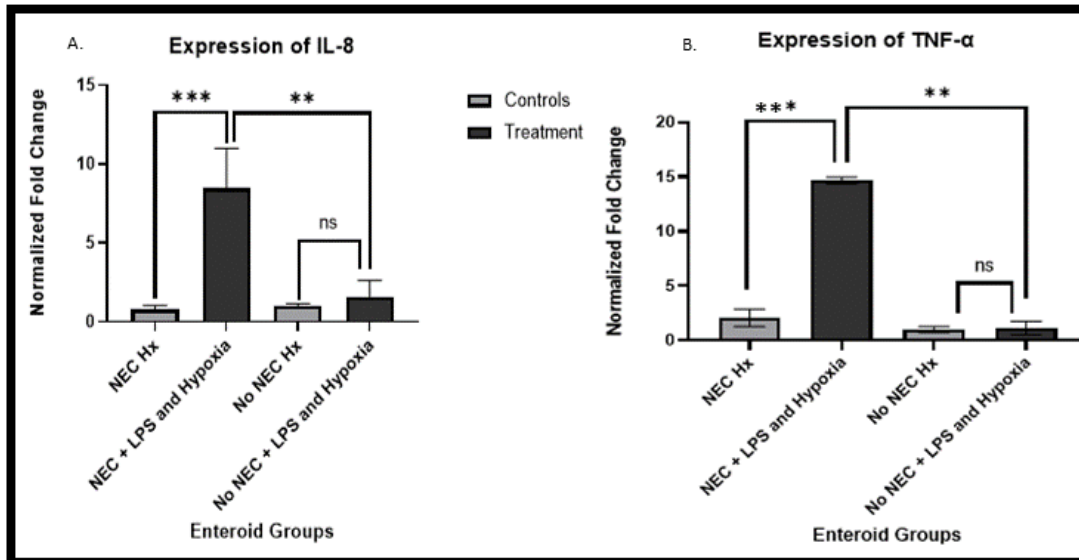 A.
Expression of IL-8
Normalized Fold Change
15
10
5
0
***
**
ns
NEC Hx
NEC + LPS and Hypoxia
No NEC Hx
No NEC + LPS and Hypoxia
Enteroid Groups
Controls
Treatment
B.
Expression of TNF-α
Normalized Fold Change
20
15
10
5
0
***
**
ns
NEC Hx
NEC + LPS and Hypoxia
No NEC Hx
No NEC + LPS and Hypoxia
Enteroid Groups